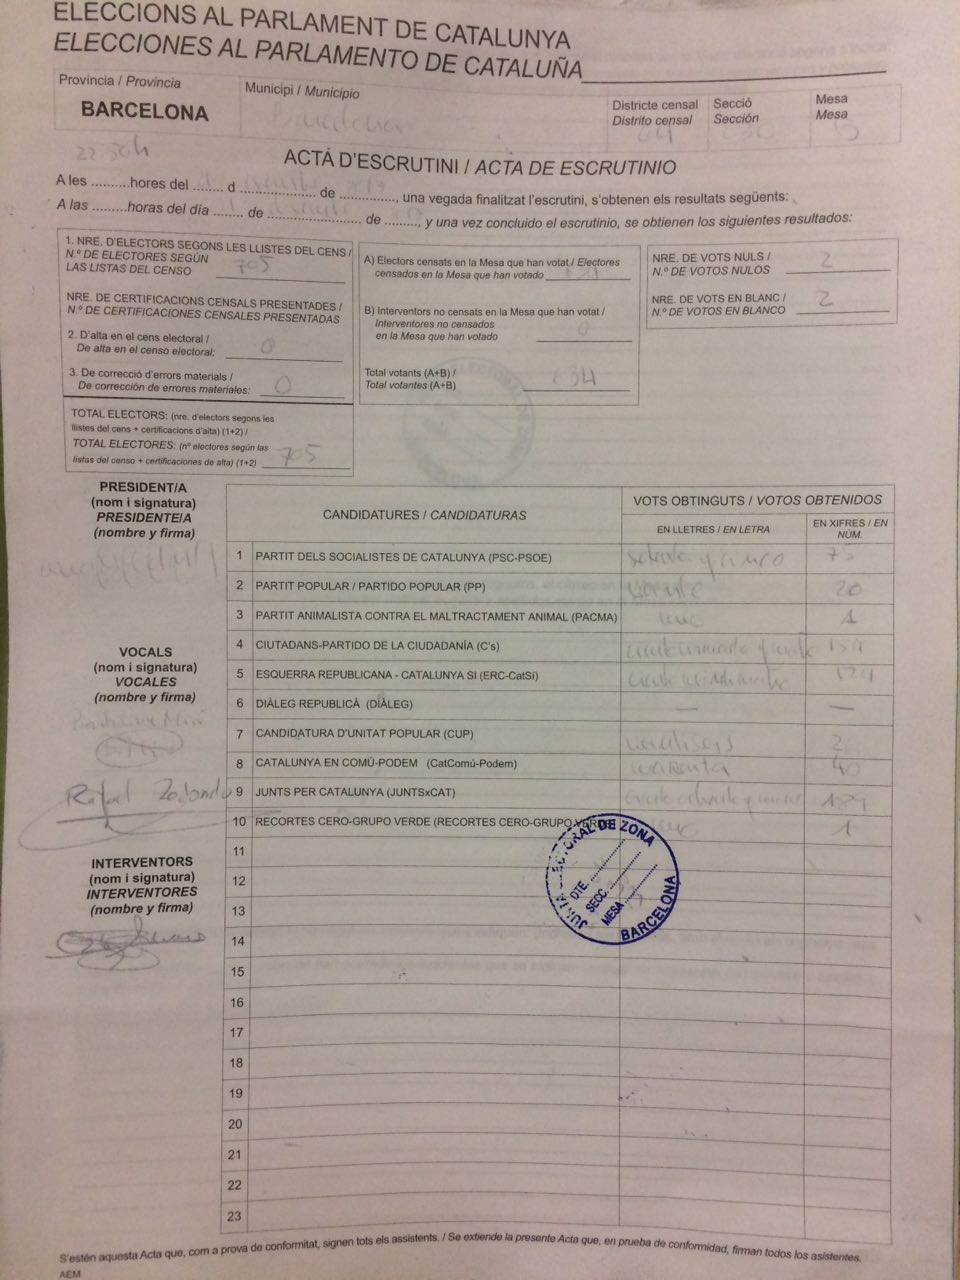 ELECCIONS AL PARLAMENT DE CATALUNYA
ELECCIONES AL PARLAMENTO DE CATALUÑA
Província / Provincia
BARCELONA
Municipi / Municipio
Barcelona
Districte censal
Distrito censal
Secció
Sección
Mesa
Mesa
22 30h
ACTA D'ESCRUTINI / ACTA DE ESCRUTINIO
A les ..........hores del ........ d .................... de .............., una vegada finalitzat l'escrutini, s'obtenen els resultats següents:
A las ..........horas del día ........ de ......................... de ........., y una vez concluido el escrutinio, se obtienen los siguientes resultados:
1. NRE. D'ELECTORS SEGONS LES LLISTES DEL CENS /
N.º DE ELECTORES SEGÚN
LAS LISTAS DEL CENSO 705
NRE. DE CERTIFICACIONS CENSALS PRESENTADES /
N.º DE CERTIFICACIONES CENSALES PRESENTADAS
2. D'alta en el cens electoral /
De alta en el censo electoral: 0
3. De correcció d'errors materials /
De corrección de errores materiales: 0
TOTAL ELECTORS: (nre. d'electors segons les
llistes del cens + certificacions d'alta) (1+2) /
TOTAL ELECTORES: (nº electores según las
listas del censo + certificaciones de alta) (1+2) 705
A) Electors censats en la Mesa que han votat / Electores
censados en la Mesa que han votado
B) Interventors no censats en la Mesa que han votat /
Interventores no censados
en la Mesa que han votado 0
Total votants (A+B) /
Total votantes (A+B) 634
NRE. DE VOTS NULS /
N.º DE VOTOS NULOS 2
NRE. DE VOTS EN BLANC /
N.º DE VOTOS EN BLANCO 2
PRESIDENT/A
(nom i signatura)
PRESIDENTE/A
(nombre y firma)
VOCALS
(nom i signatura)
VOCALES
(nombre y firma)
Rafael Redondo
INTERVENTORS
(nom i signatura)
INTERVENTORES
(nombre y firma)
CANDIDATURES / CANDIDATURAS
VOTS OBTINGUTS / VOTOS OBTENIDOS
EN LLETRES / EN LETRA
EN XIFRES / EN
NÚM.
1 PARTIT DELS SOCIALISTES DE CATALUNYA (PSC-PSOE) setenta y cinco 75
2 PARTIT POPULAR / PARTIDO POPULAR (PP) veinte 20
3 PARTIT ANIMALISTA CONTRA EL MALTRACTAMENT ANIMAL (PACMA) uno 1
4 CIUTADANS-PARTIDO DE LA CIUDADANÍA (C's) 154
5 ESQUERRA REPUBLICANA - CATALUNYA SI (ERC-CatSí) 124
6 DIÀLEG REPUBLICÀ (DIÀLEG) — —
7 CANDIDATURA D'UNITAT POPULAR (CUP)
8 CATALUNYA EN COMÚ-PODEM (CatComú-Podem) cuarenta 40
9 JUNTS PER CATALUNYA (JUNTSxCAT) 189
10 RECORTES CERO-GRUPO VERDE (RECORTES CERO-GRUPO VERDE) uno 1
11
12
13
14
15
16
17
18
19
20
21
22
23
JUNTA ELECTORAL DE ZONA
DTE. ............
SECC. ............
MESA ............
BARCELONA
S'estén aquesta Acta que, com a prova de conformitat, signen tots els assistents. / Se extiende la presente Acta que, en prueba de conformidad, firman todos los asistentes.
AEM